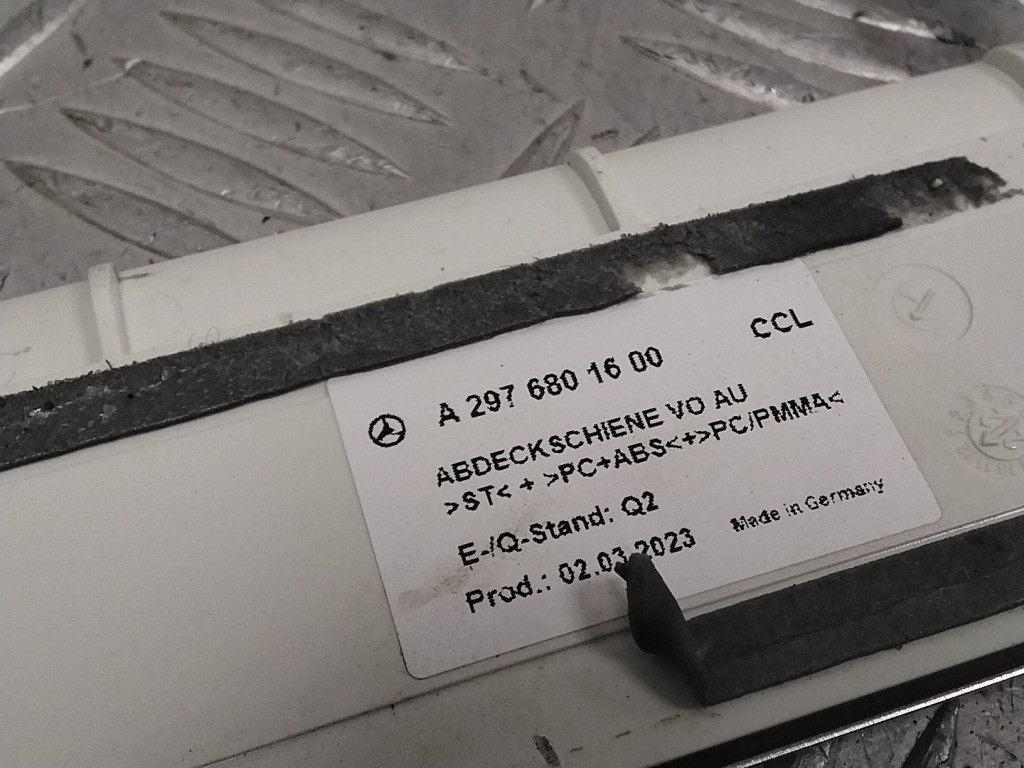 CCL
A 297 680 16 00
ABDECKSCHIENE VO AU
>ST< + >PC+ABS<+>PC/PMMA<
E-/Q-Stand: Q2
Prod.: 02.03.2023
Made in Germany